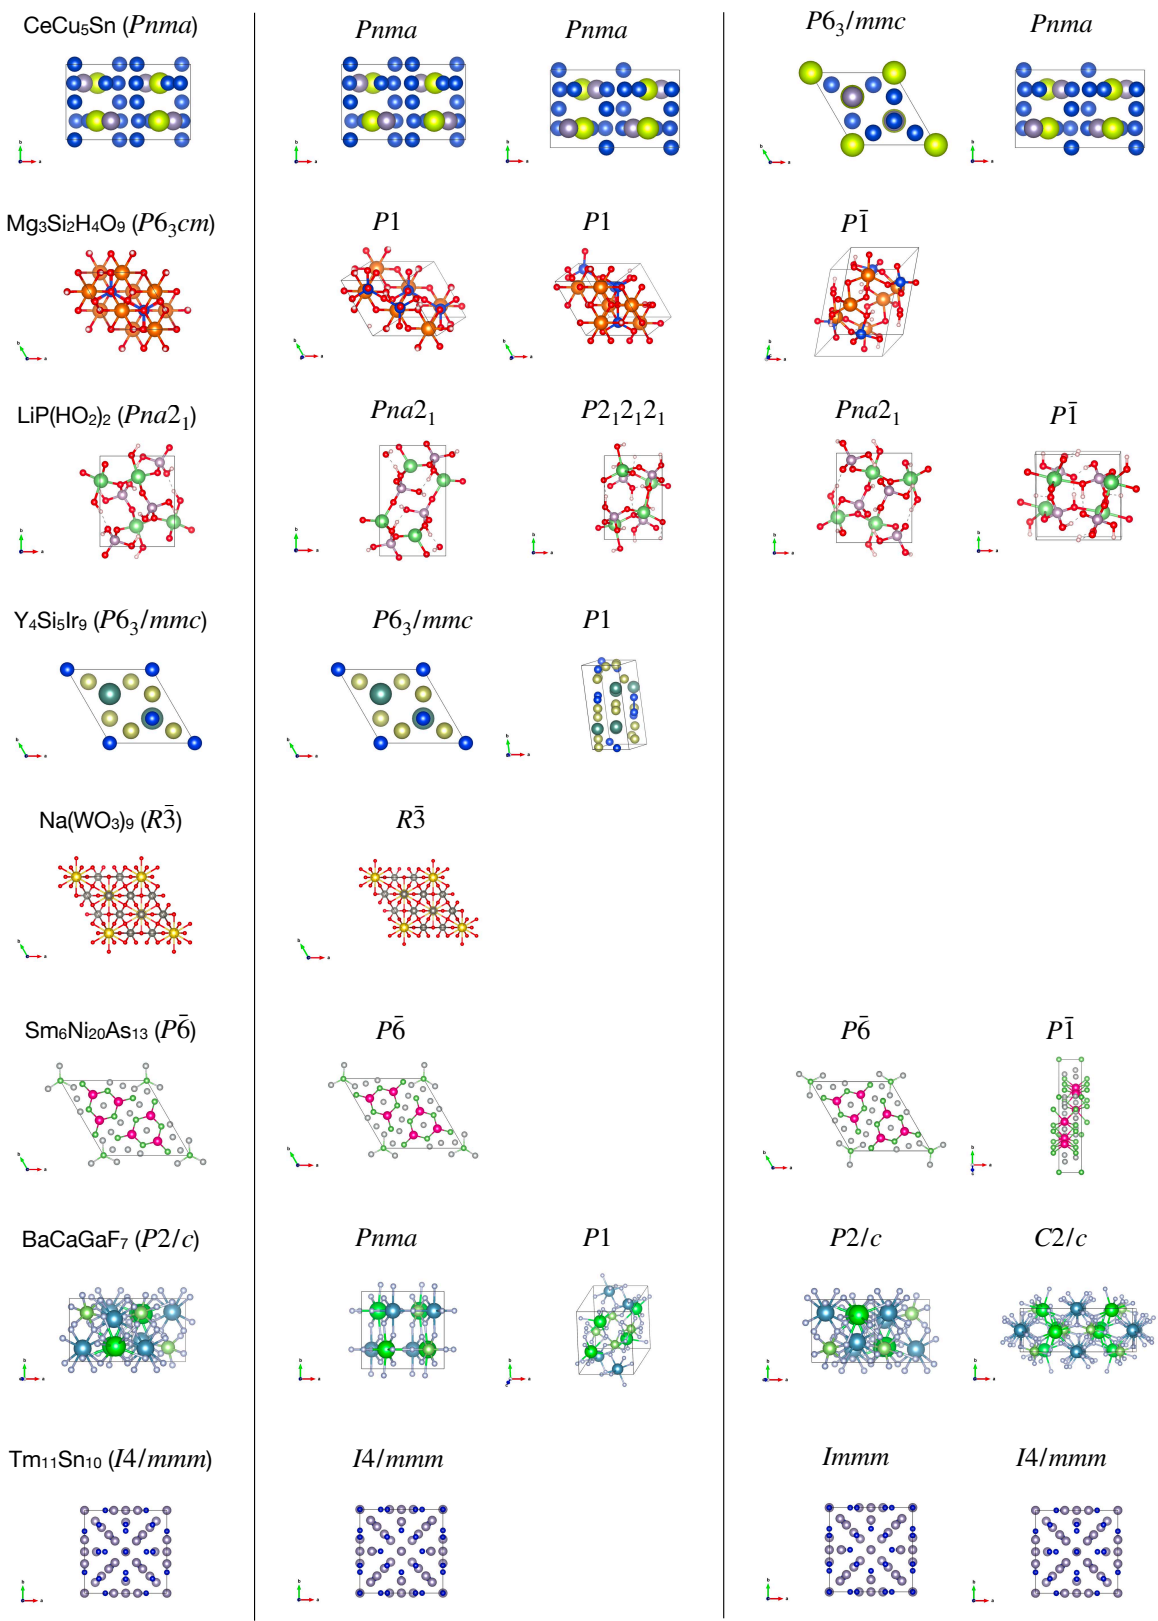 CeCu₅Sn (Pnma) Pnma Pnma P6₃/mmc Pnma
b a b a b a b a b a
Mg₃Si₂H₄O₉ (P6₃cm) P1 P1 P1̄
b a b a b a b a
LiP(HO₂)₂ (Pna2₁) Pna2₁ P2₁2₁2₁ Pna2₁ P1̄
b a b a b a b a b a
Y₄Si₅Ir₉ (P6₃/mmc) P6₃/mmc P1
b a b a b a
Na(WO₃)₉ (R3̄) R3̄
b a b a
Sm₆Ni₂₀As₁₃ (P6̄) P6̄ P6̄ P1̄
b a b a b a b a c
BaCaGaF₇ (P2/c) Pnma P1 P2/c C2/c
b a b a b a c b a b a
Tm₁₁Sn₁₀ (I4/mmm) I4/mmm Immm I4/mmm
b a b a b a b a